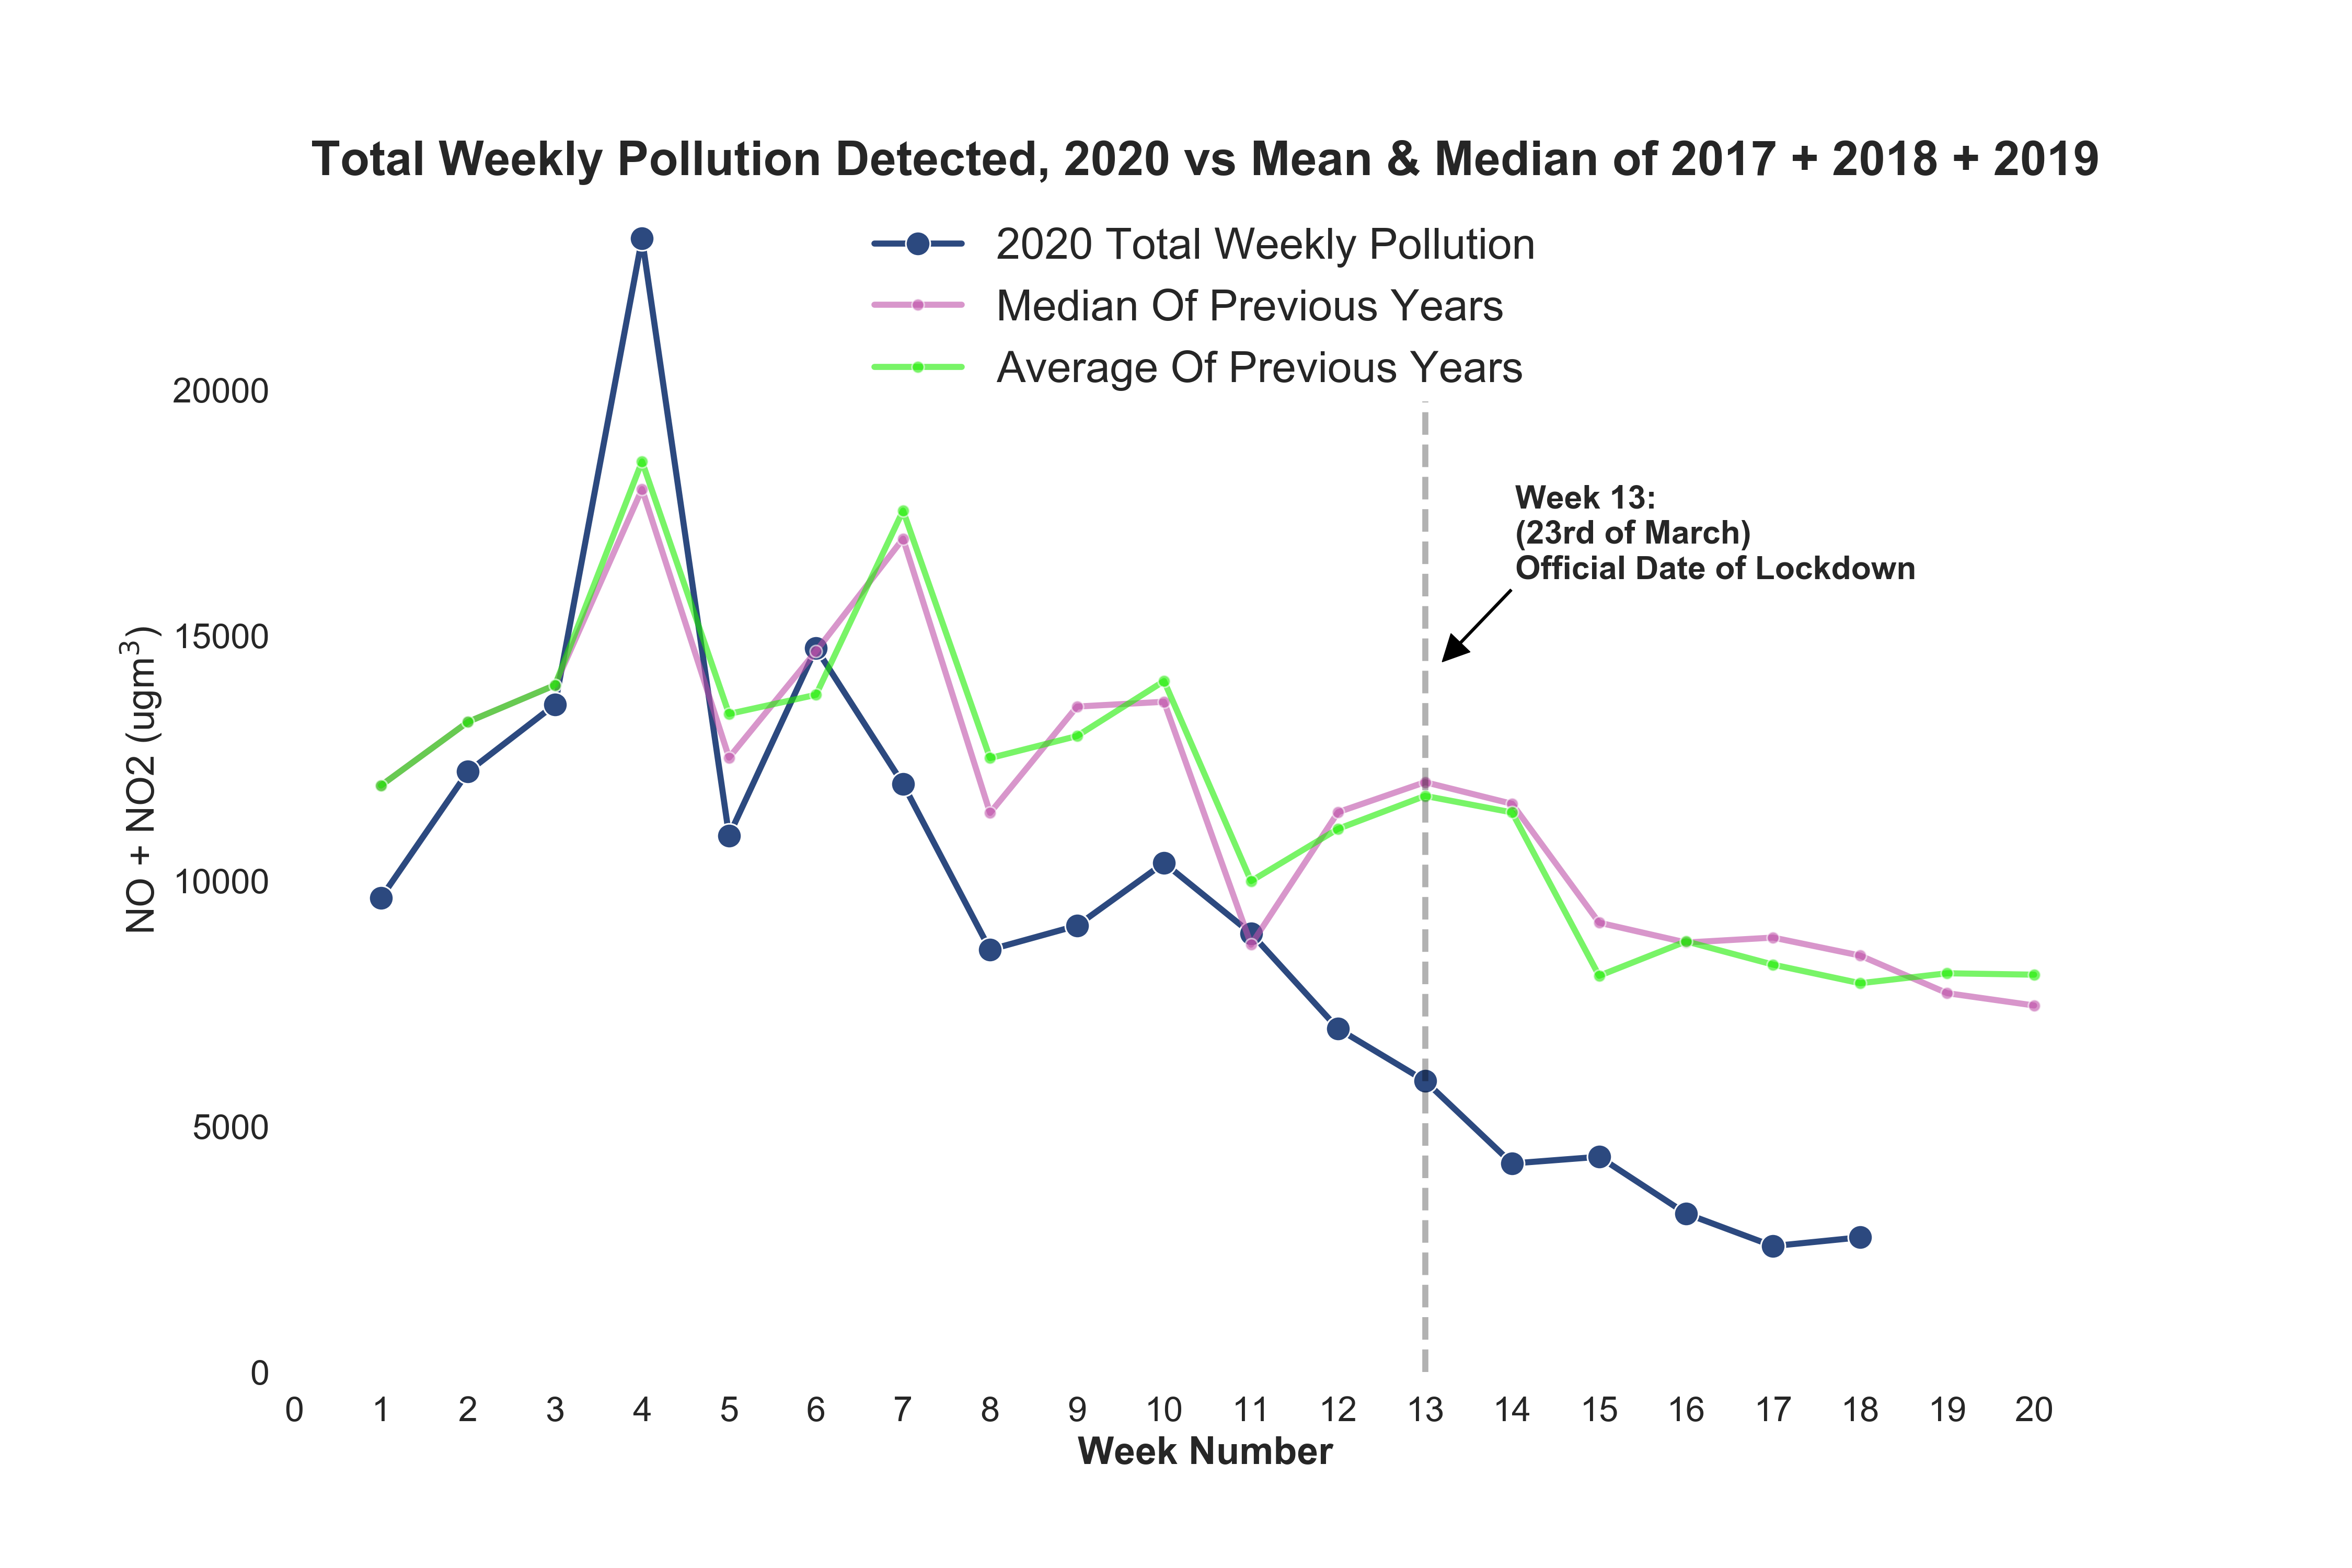 Total Weekly Pollution Detected, 2020 vs Mean & Median of 2017 + 2018 + 2019
2020 Total Weekly Pollution
Median Of Previous Years
Average Of Previous Years
20000
15000
10000
5000
0
NO + NO2 (ugm³)
Week 13:
(23rd of March)
Official Date of Lockdown
0 1 2 3 4 5 6 7 8 9 10 11 12 13 14 15 16 17 18 19 20
Week Number